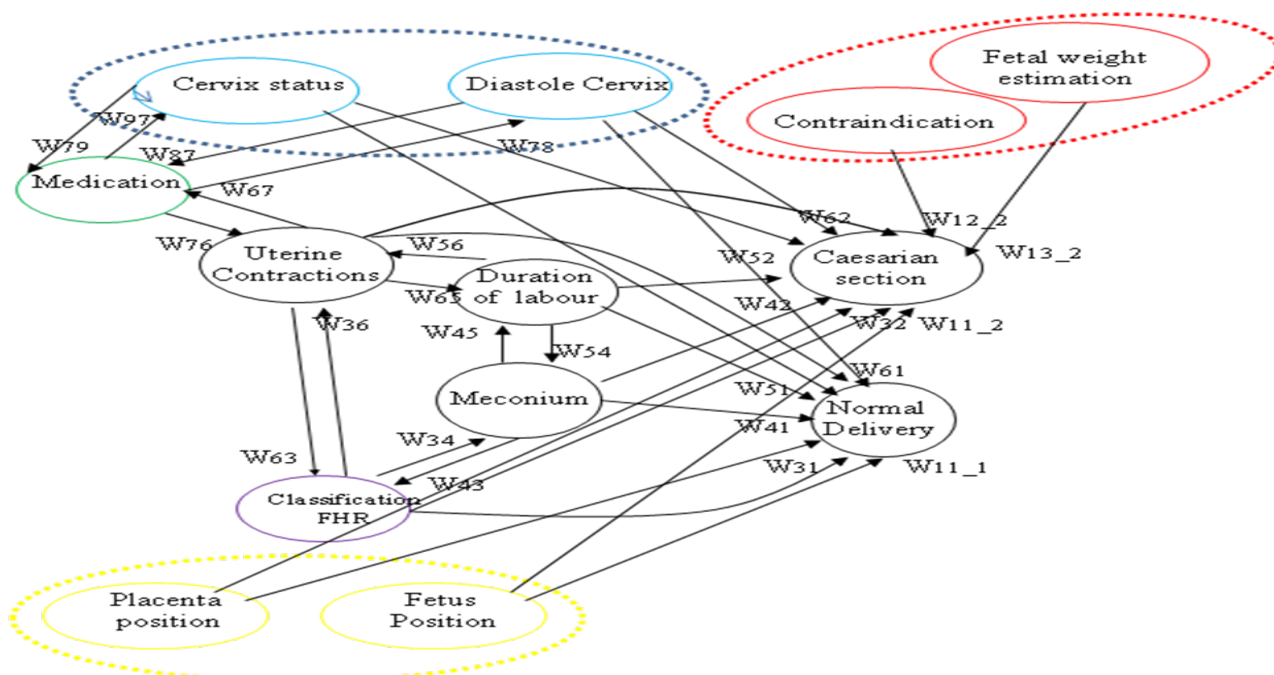 Fetal weight
estimation
Cervix status
Diastole Cervix
Contraindication
W97
W79
W87
W78
Medication
W67
W62
W12_2
W76
W56
W52
W13_2
Uterine
Contractions
Caesarian
section
Duration
of labour
W65
W42
W36
W45
W32
W11_2
W54
W61
Meconium
W51
Normal
Delivery
W34
W41
W63
W31
W11_1
W43
Classification
FHR
Placenta
position
Fetus
Position